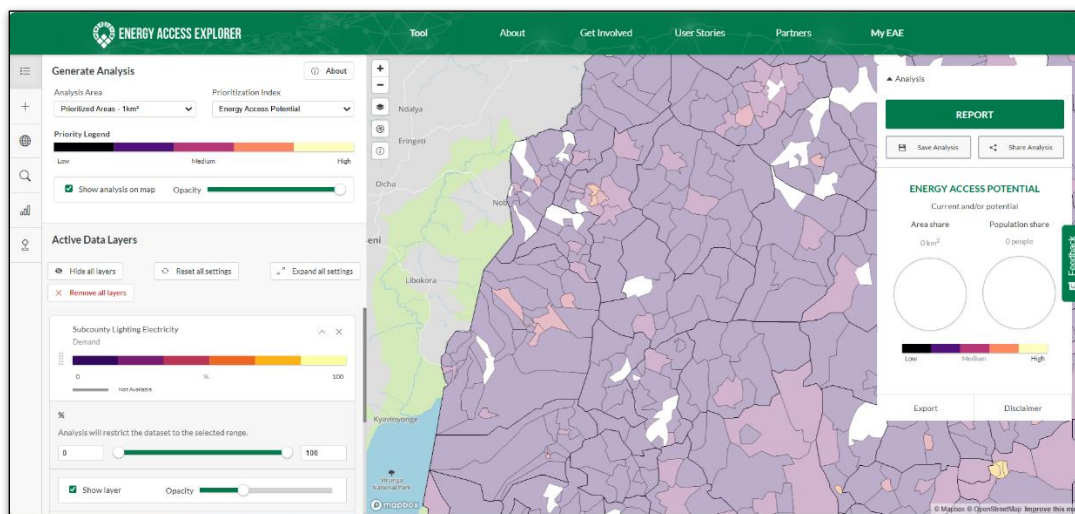 ENERGY ACCESS EXPLORER
Tool
About
Get Involved
User Stories
Partners
My EAE
Generate Analysis
About
Analysis Area
Prioritization Index
Prioritized Areas - 1km²
Energy Access Potential
Priority Legend
Low
Medium
High
Show analysis on map
Opacity
Active Data Layers
Hide all layers
Reset all settings
Expand all settings
Remove all layers
Subcounty Lighting Electricity
Demand
0
%
100
Not Available
%
Analysis will restrict the dataset to the selected range.
0
100
Show layer
Opacity
Ndalya
Eringeti
Oicha
Nob
eni
Libokora
Kyavinyonge
Virunga
National Park
mapbox
Analysis
REPORT
Save Analysis
Share Analysis
ENERGY ACCESS POTENTIAL
Current and/or potential
Area share
Population share
0 km²
0 people
Low
Medium
High
Export
Disclaimer
Feedback
© Mapbox © OpenStreetMap Improve this ma